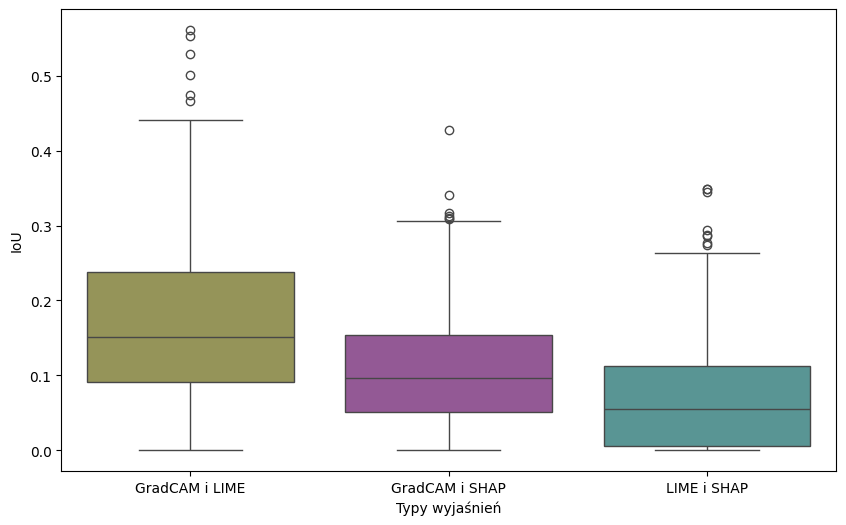 0.5
0.4
0.3
0.2
0.1
0.0
IoU
GradCAM i LIME
GradCAM i SHAP
LIME i SHAP
Typy wyjaśnień